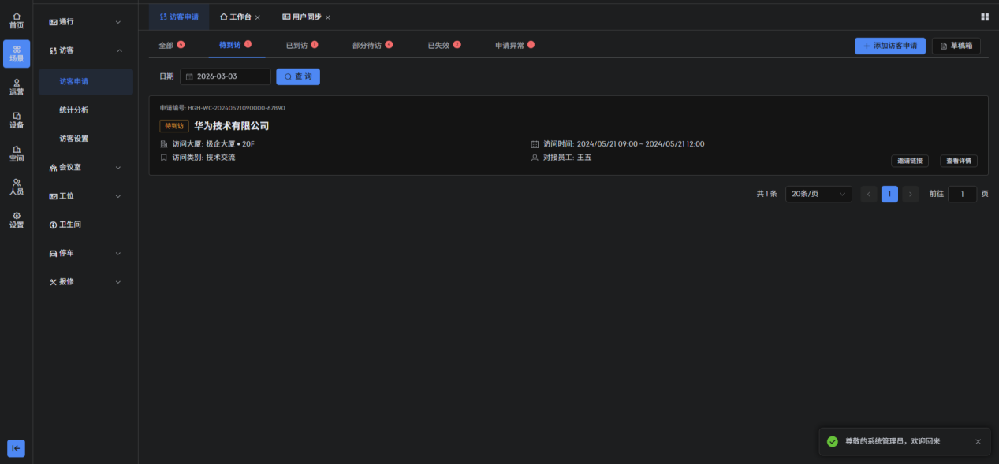 首页
场景
运营
设备
空间
人员
设置
通行
访客
访客申请
统计分析
访客设置
会议室
工位
卫生间
停车
报修
访客申请
工作台
用户同步
全部
待到访 1
已到访
部分待访
已失效
申请异常 1
添加访客申请
草稿箱
日期 2026-03-03 查 询
申请编号: HGH-WC-20240521090000-67890
待到访 华为技术有限公司
访问大厦: 极企大厦 • 20F
访问时间: 2024/05/21 09:00 ~ 2024/05/21 12:00
访问类别: 技术交流
对接员工: 王五
邀请链接 查看详情
共 1 条 20条/页 1 前往 1 页
尊敬的系统管理员，欢迎回来